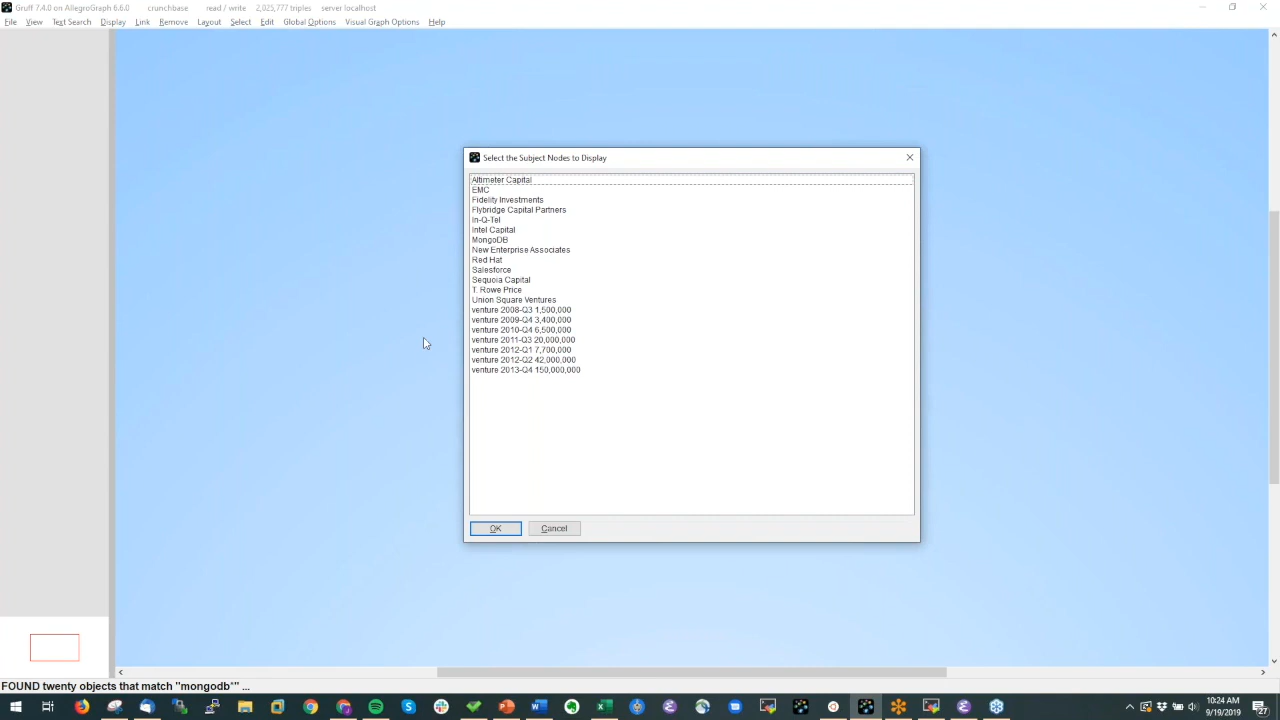 Gruff 7.4.0 on AllegroGraph 6.6.0 crunchbase read / write 2,025,777 triples server localhost
File View Text Search Display Link Remove Layout Select Edit Global Options Visual Graph Options Help
Select the Subject Nodes to Display
Altimeter Capital
EMC
Fidelity Investments
Flybridge Capital Partners
In-Q-Tel
Intel Capital
MongoDB
New Enterprise Associates
Red Hat
Salesforce
Sequoia Capital
T. Rowe Price
Union Square Ventures
venture 2008-Q3 1,500,000
venture 2009-Q4 3,400,000
venture 2010-Q4 6,500,000
venture 2011-Q3 20,000,000
venture 2012-Q1 7,700,000
venture 2012-Q2 42,000,000
venture 2013-Q4 150,000,000
OK Cancel
FOUND twenty objects that match "mongodb*" ...
10:24 AM
9/19/2019
27